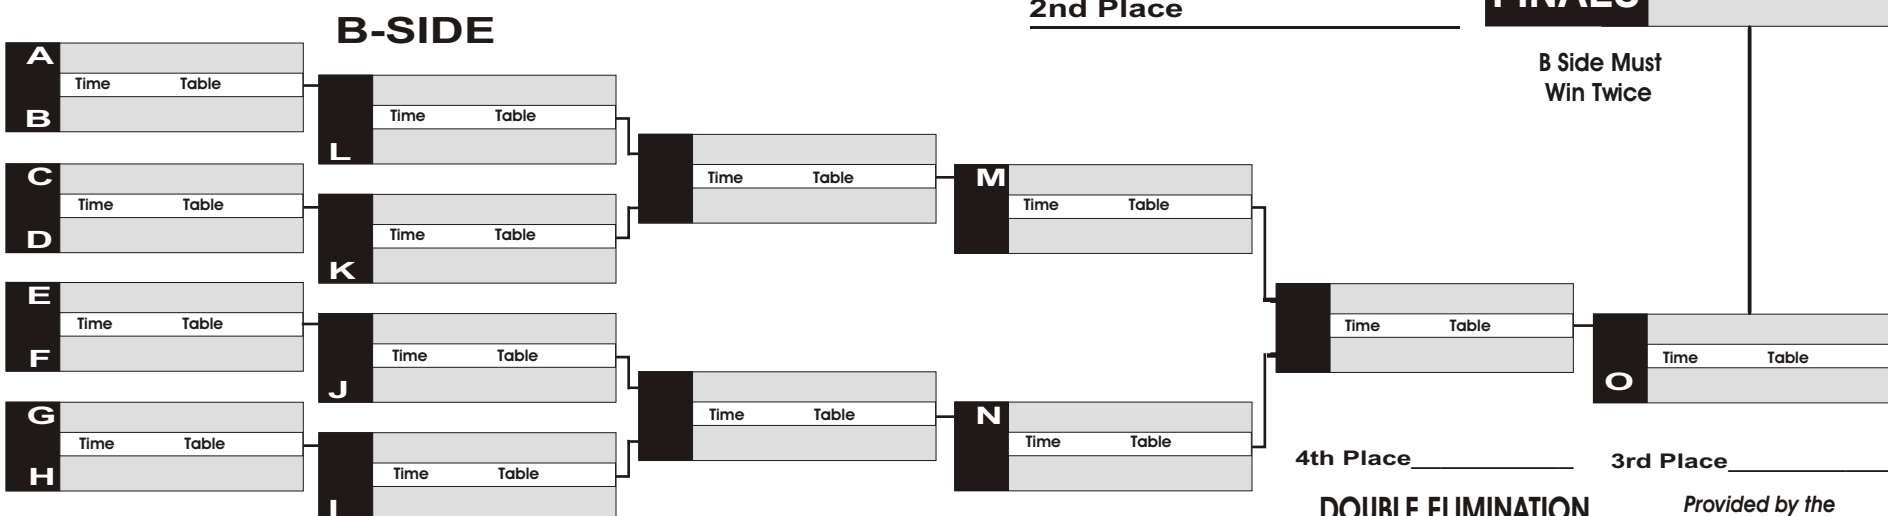 2nd Place
FINALS
B-SIDE
B Side Must
Win Twice
A
Time Table
B
C
Time Table
D
E
Time Table
F
G
Time Table
H
Time Table
L
Time Table
K
Time Table
J
Time Table
I
Time Table
Time Table
M
Time Table
N
Time Table
Time Table
Time Table
O
4th Place
3rd Place
DOUBLE ELIMINATION
Provided by the